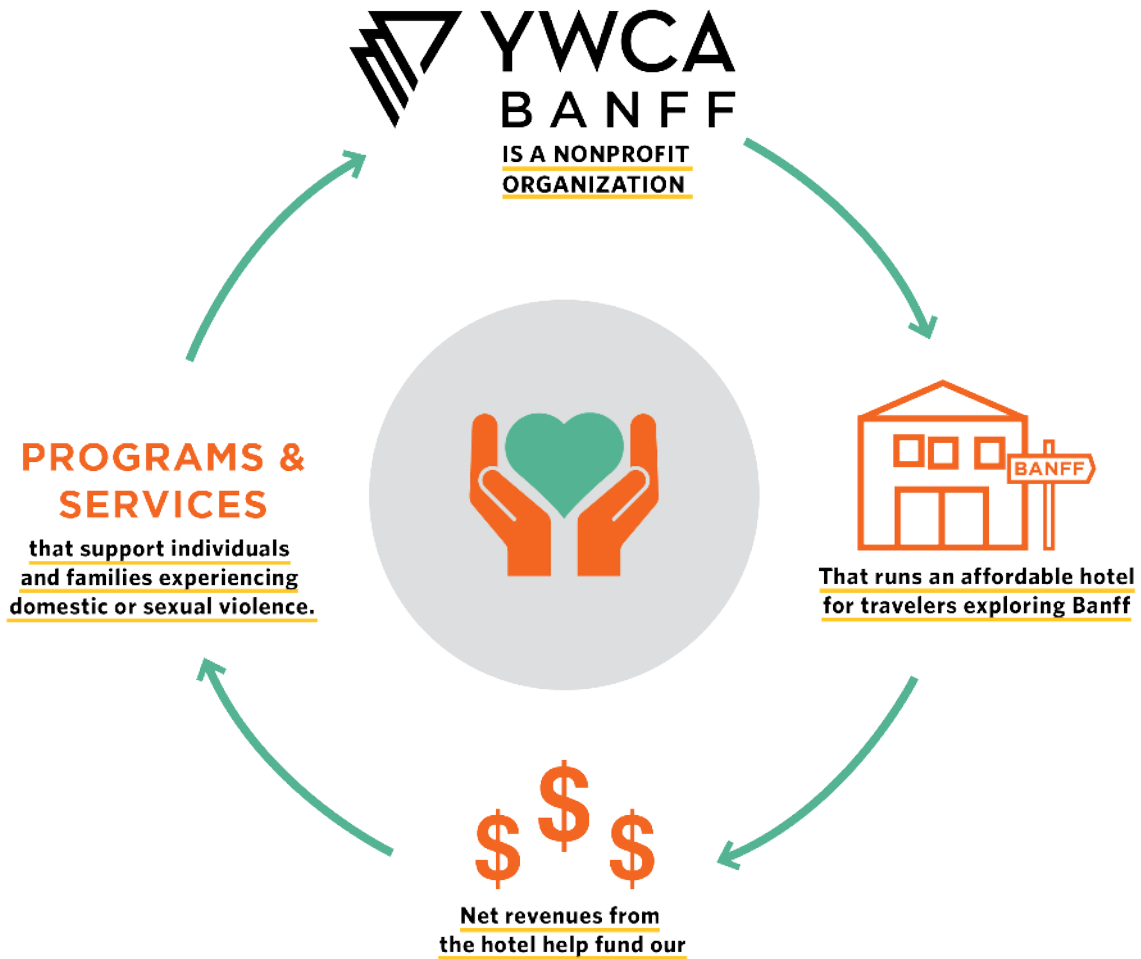 YWCA
BANFF
IS A NONPROFIT
ORGANIZATION
BANFF
That runs an affordable hotel
for travelers exploring Banff
$ $ $
Net revenues from
the hotel help fund our
PROGRAMS &
SERVICES
that support individuals
and families experiencing
domestic or sexual violence.